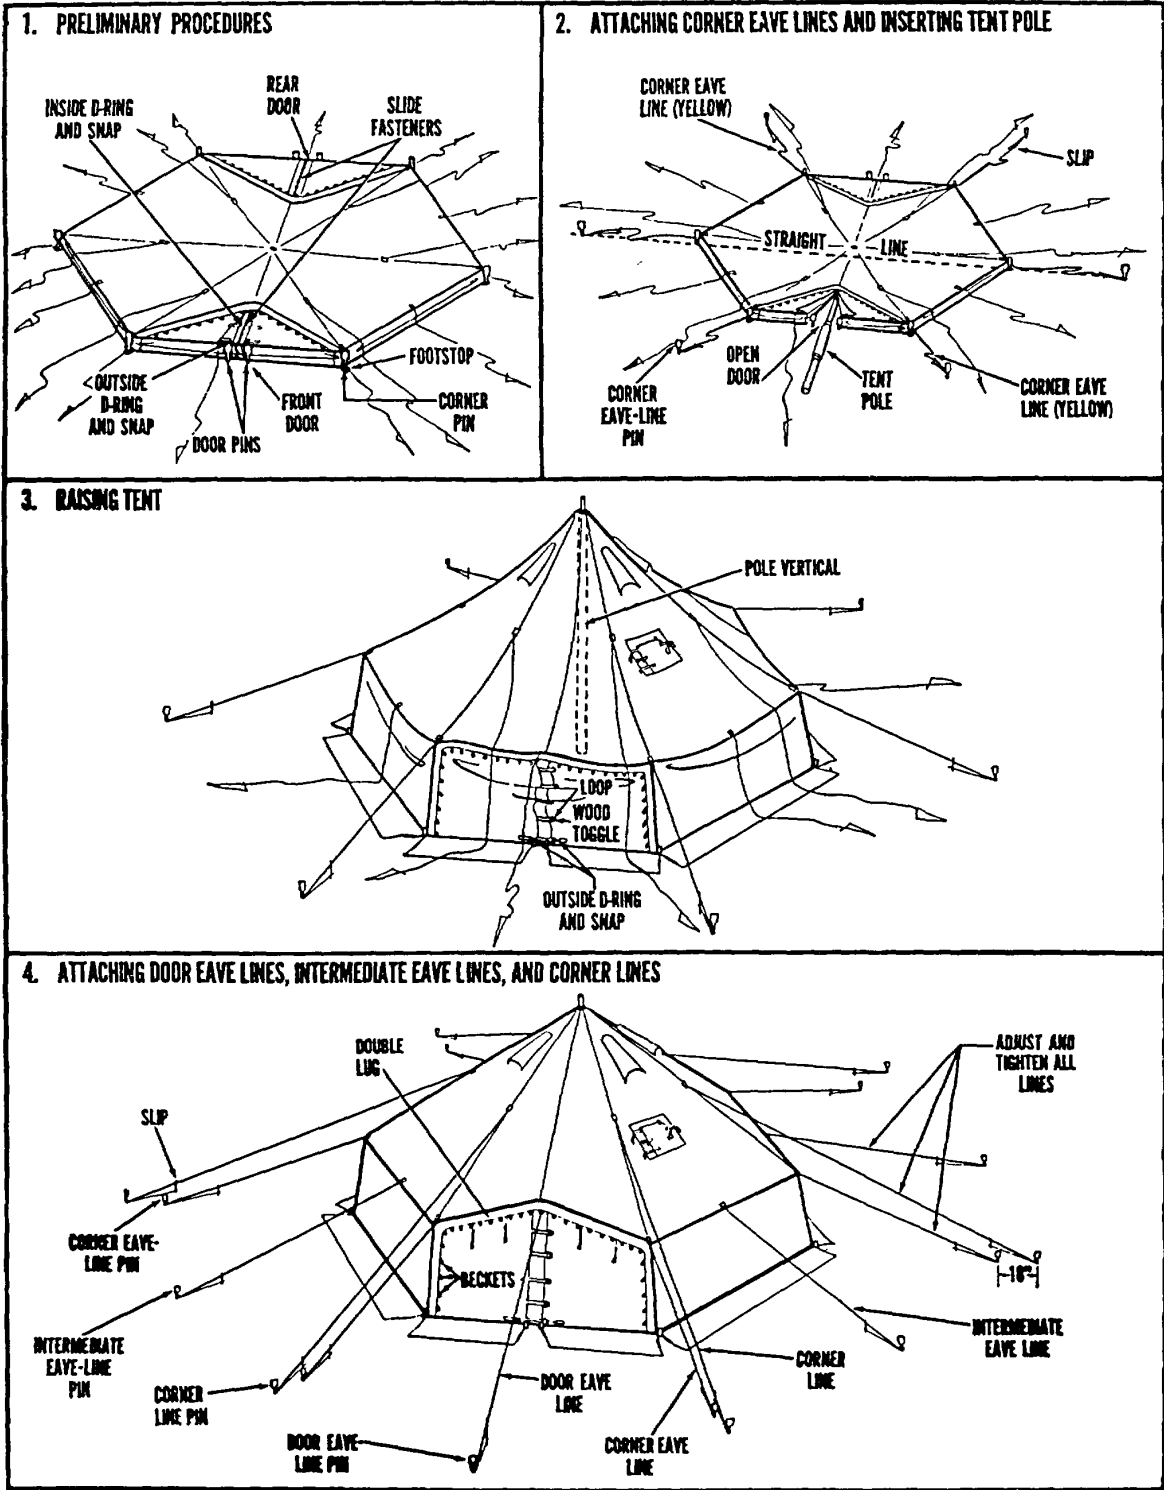 1. PRELIMINARY PROCEDURES
INSIDE D-RING
AND SNAP
REAR
DOOR
SLIDE
FASTENERS
OUTSIDE
D-RING
AND SNAP
DOOR PINS
FRONT
DOOR
FOOTSTOP
CORNER
PIN
2. ATTACHING CORNER EAVE LINES AND INSERTING TENT POLE
CORNER EAVE
LINE (YELLOW)
SLIP
STRAIGHT LINE
CORNER
EAVE-LINE
PIN
OPEN
DOOR
TENT
POLE
CORNER EAVE
LINE (YELLOW)
3. RAISING TENT
POLE VERTICAL
LOOP
WOOD
TOGGLE
OUTSIDE D-RING
AND SNAP
4. ATTACHING DOOR EAVE LINES, INTERMEDIATE EAVE LINES, AND CORNER LINES
DOUBLE
LUG
ADJUST AND
TIGHTEN ALL
LINES
SLIP
CORNER EAVE-
LINE PIN
BECKETS
18"
INTERMEDIATE
EAVE-LINE
PIN
INTERMEDIATE
EAVE LINE
CORNER
LINE PIN
DOOR EAVE
LINE
CORNER
LINE
DOOR EAVE-
LINE PIN
CORNER EAVE
LINE